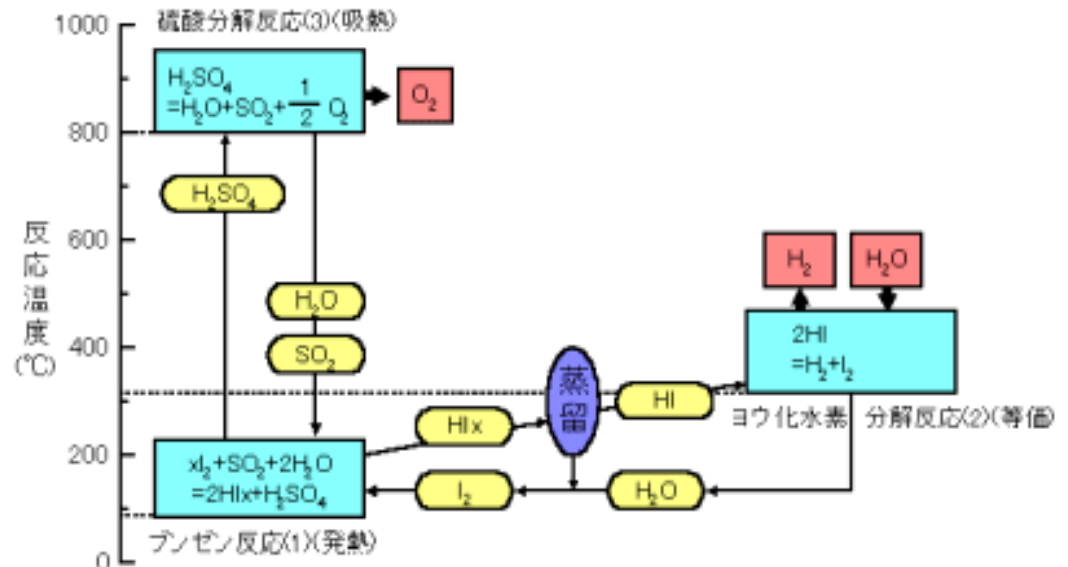 1000
硫酸分解反応(3)(吸熱)
H₂SO₄
=H₂O+SO₂+1/2 O₂
O₂
800
H₂SO₄
反応温度(℃)
600
H₂
H₂O
H₂O
2HI
=H₂+I₂
400
SO₂
蒸留
HI
HIx
ヨウ化水素 分解反応(2)(等価)
200
xI₂+SO₂+2H₂O
=2HIx+H₂SO₄
I₂
H₂O
ブンゼン反応(1)(発熱)
0